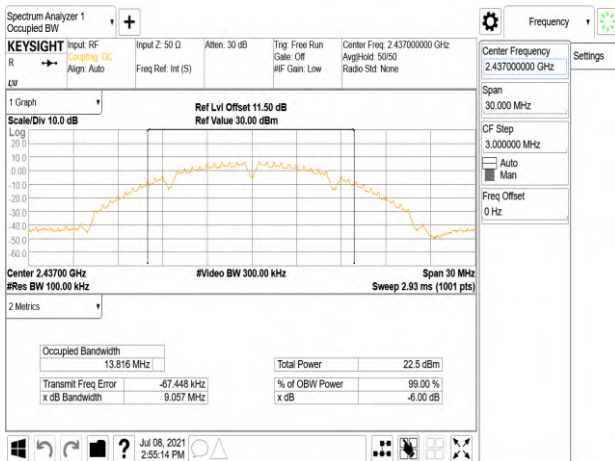 Spectrum Analyzer 1
Occupied BW
Frequency
KEYSIGHT
Input: RF
Input Z: 50 Ω
Atten: 30 dB
Trig: Free Run
Center Freq: 2.437000000 GHz
R
Coupling: DC
Gate: Off
Avg|Hold: 50/50
Align: Auto
Freq Ref: Int (S)
#IF Gain: Low
Radio Std: None
Center Frequency
2.437000000 GHz
Settings
Span
30.000 MHz
CF Step
3.000000 MHz
Auto
Man
Freq Offset
0 Hz
1 Graph
Ref Lvl Offset 11.50 dB
Scale/Div 10.0 dB
Ref Value 30.00 dBm
Log
20.0
10.0
0.00
-10.0
-20.0
-30.0
-40.0
-50.0
-60.0
Center 2.43700 GHz
#Video BW 300.00 kHz
Span 30 MHz
#Res BW 100.00 kHz
Sweep 2.93 ms (1001 pts)
2 Metrics
Occupied Bandwidth
13.816 MHz
Total Power
22.5 dBm
Transmit Freq Error
-67.448 kHz
% of OBW Power
99.00 %
x dB Bandwidth
9.057 MHz
x dB
-6.00 dB
?
Jul 08, 2021
2:55:14 PM